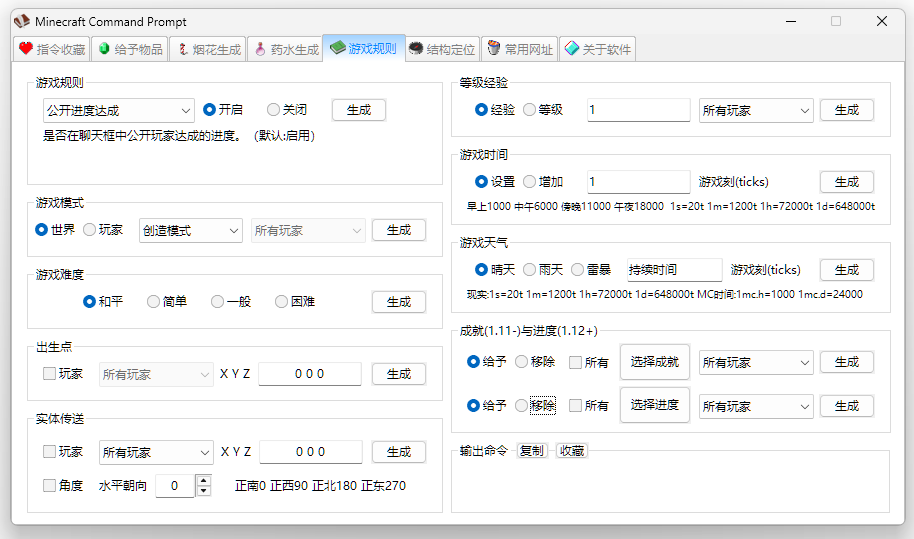 Minecraft Command Prompt
指令收藏 给予物品 烟花生成 药水生成 游戏规则 结构定位 常用网址 关于软件
游戏规则
公开进度达成 开启 关闭 生成
是否在聊天框中公开玩家达成的进度。 (默认:启用)
游戏模式
世界 玩家 创造模式 所有玩家 生成
游戏难度
和平 简单 一般 困难 生成
出生点
玩家 所有玩家 X Y Z 0 0 0 生成
实体传送
玩家 所有玩家 X Y Z 0 0 0 生成
角度 水平朝向 0 正南0 正西90 正北180 正东270
等级经验
经验 等级 1 所有玩家 生成
游戏时间
设置 增加 1 游戏刻(ticks) 生成
早上1000 中午6000 傍晚11000 午夜18000 1s=20t 1m=1200t 1h=72000t 1d=648000t
游戏天气
晴天 雨天 雷暴 持续时间 游戏刻(ticks) 生成
现实:1s=20t 1m=1200t 1h=72000t 1d=648000t MC时间:1mc.h=1000 1mc.d=24000
成就(1.11-)与进度(1.12+)
给予 移除 所有 选择成就 所有玩家 生成
给予 移除 所有 选择进度 所有玩家 生成
输出命令 复制 收藏